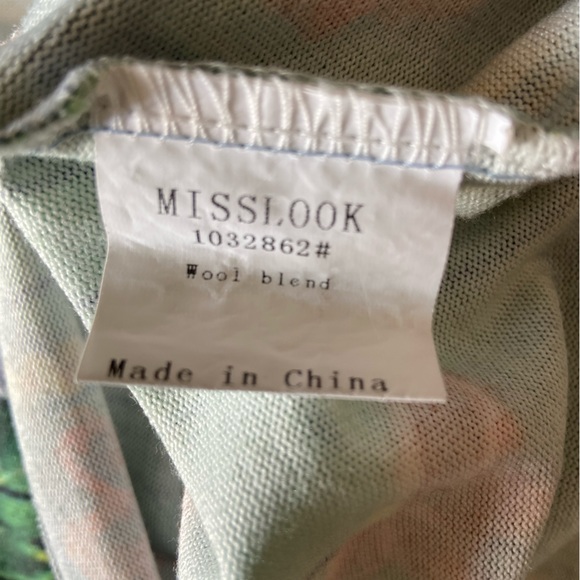 MISSLOOK
1032862#
Wool blend
Made in China